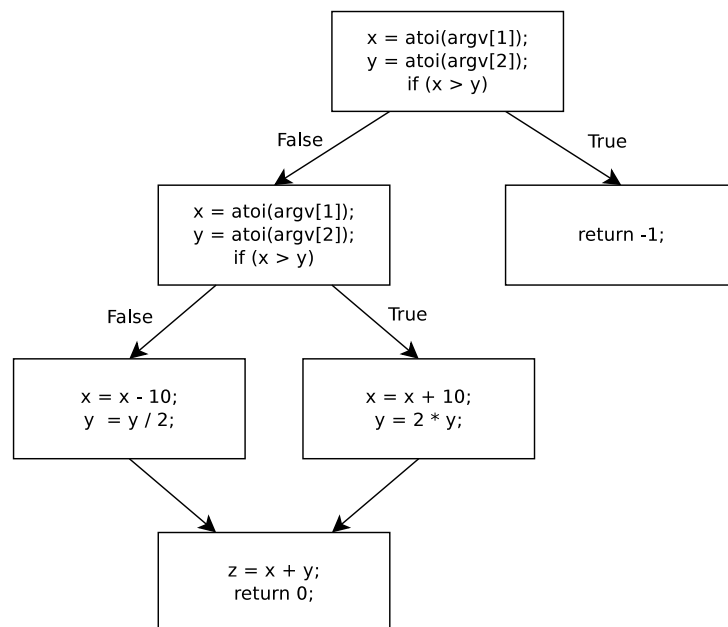 x = atoi(argv[1]);
y = atoi(argv[2]);
if (x > y)
False
True
x = atoi(argv[1]);
y = atoi(argv[2]);
if (x > y)
return -1;
False
True
x = x - 10;
y  = y / 2;
x = x + 10;
y = 2 * y;
z = x + y;
return 0;